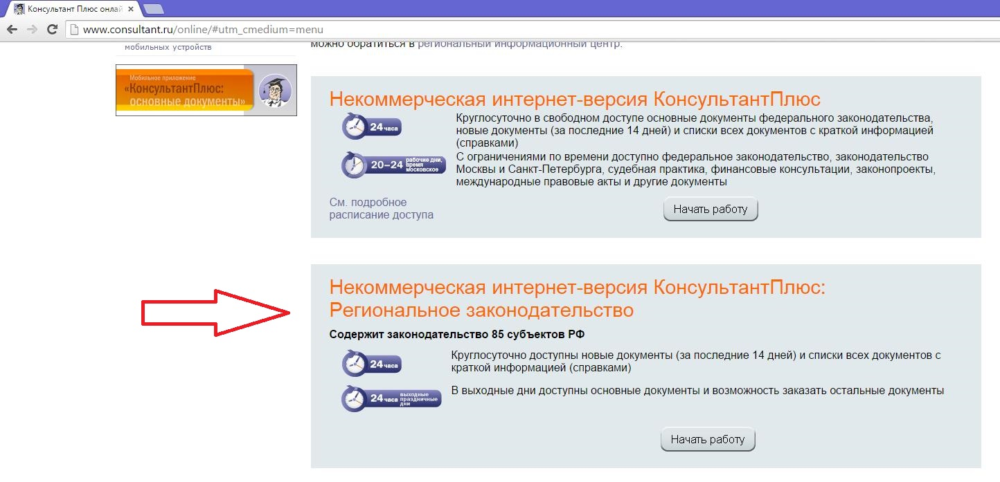 Консультант Плюс онлай
www.consultant.ru/online/#utm_cmedium=menu
мобильных устройств
Мобильное приложение
«КонсультантПлюс:
основные документы»
можно обратиться в региональный информационный центр.
Некоммерческая интернет-версия КонсультантПлюс
24 часа
Круглосуточно в свободном доступе основные документы федерального законодательства,
новые документы (за последние 14 дней) и списки всех документов с краткой информацией
(справками)
20–24 рабочие дни,
время
московское
С ограничениями по времени доступно федеральное законодательство, законодательство
Москвы и Санкт-Петербурга, судебная практика, финансовые консультации, законопроекты,
международные правовые акты и другие документы
См. подробное
расписание доступа
Начать работу
Некоммерческая интернет-версия КонсультантПлюс:
Региональное законодательство
Содержит законодательство 85 субъектов РФ
24 часа
Круглосуточно доступны новые документы (за последние 14 дней) и списки всех документов с
краткой информацией (справками)
24 часа выходные
праздничные
дни
В выходные дни доступны основные документы и возможность заказать остальные документы
Начать работу